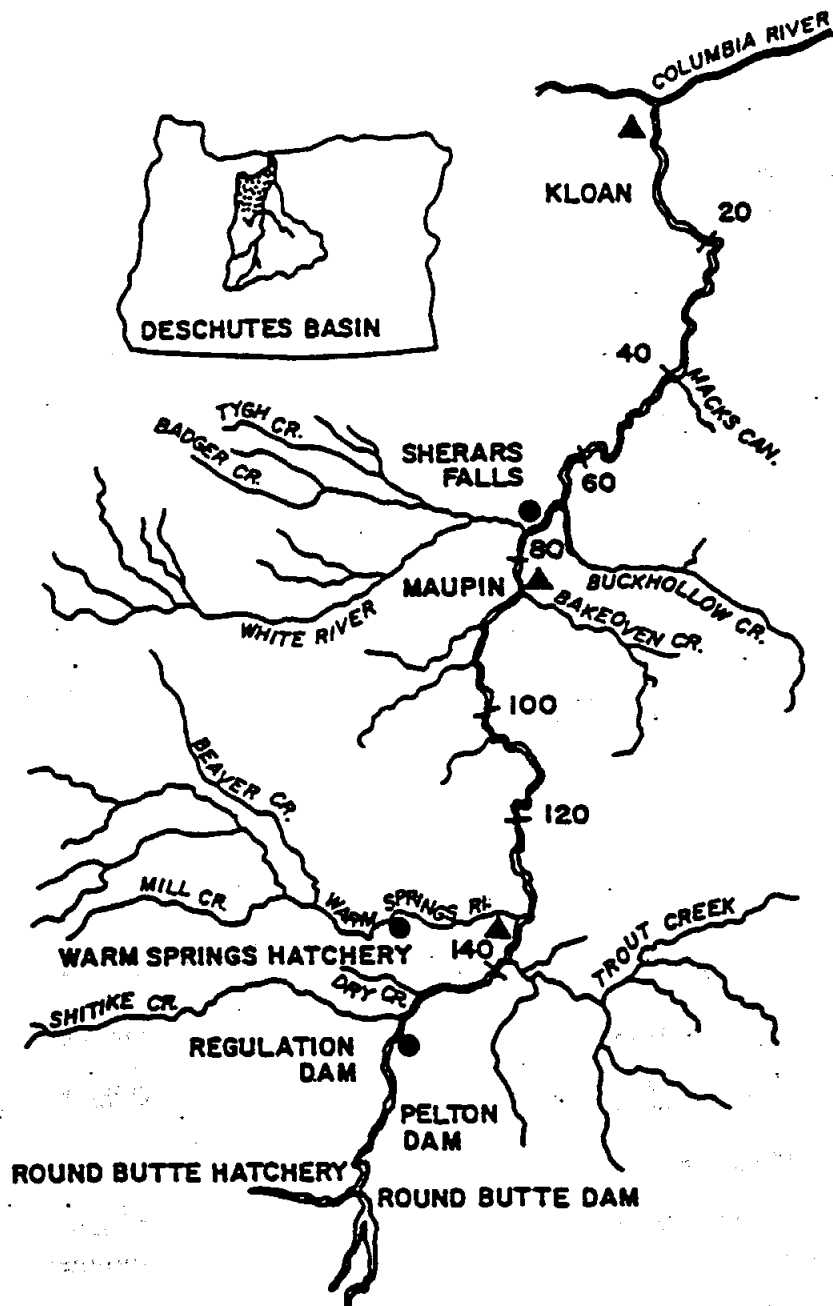 COLUMBIA RIVER
KLOAN
20
DESCHUTES BASIN
40
MACKS CAN.
TYGH CR.
BADGER CR.
SHERARS
FALLS
60
80
MAUPIN
BUCKHOLLOW CR.
BAKEOVEN CR.
WHITE RIVER
100
BEAVER CR.
120
MILL CR.
WARM SPRINGS RI.
WARM SPRINGS HATCHERY
140
TROUT CREEK
DRY CR.
SHITIKE CR.
REGULATION
DAM
PELTON
DAM
ROUND BUTTE HATCHERY
ROUND BUTTE DAM